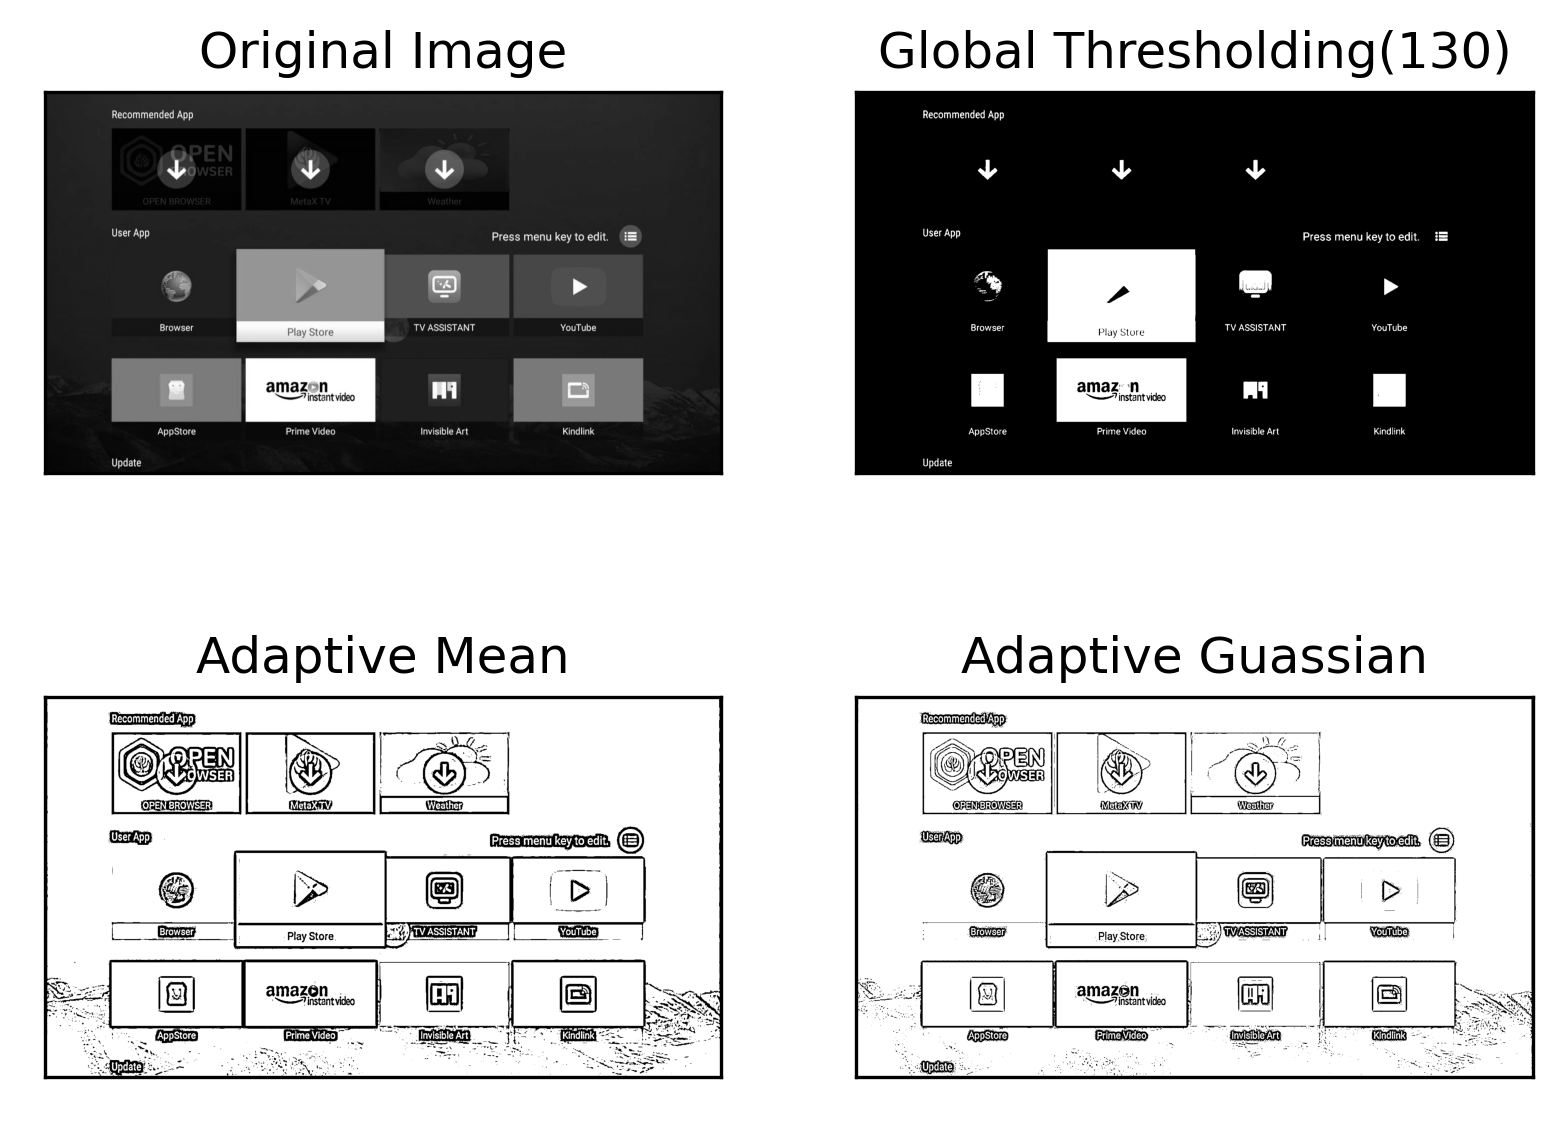 Original Image
Recommended App
OPEN
BROWSER
OPEN BROWSER MetaX TV Weather
User App Press menu key to edit.
Browser Play Store TV ASSISTANT YouTube
amazon
instant video
AppStore Prime Video Invisible Art Kindlink
Update
Global Thresholding(130)
Recommended App
User App Press menu key to edit.
Browser Play Store TV ASSISTANT YouTube
amaz n
instant video
AppStore Prime Video Invisible Art Kindlink
Update
Adaptive Mean
Recommended App
OPEN
ROWSER
OPEN BROWSER MetaX TV Weather
User App Press menu key to edit.
Browser Play Store TV ASSISTANT YouTube
amazon
instant video
AppStore Prime Video Invisible Art Kindlink
Update
Adaptive Guassian
Recommended App
OPEN
ROWSER
OPEN BROWSER MetaX TV Weather
User App Press menu key to edit.
Browser Play Store TV ASSISTANT YouTube
amazon
instant video
AppStore Prime Video Invisible Art Kindlink
Update